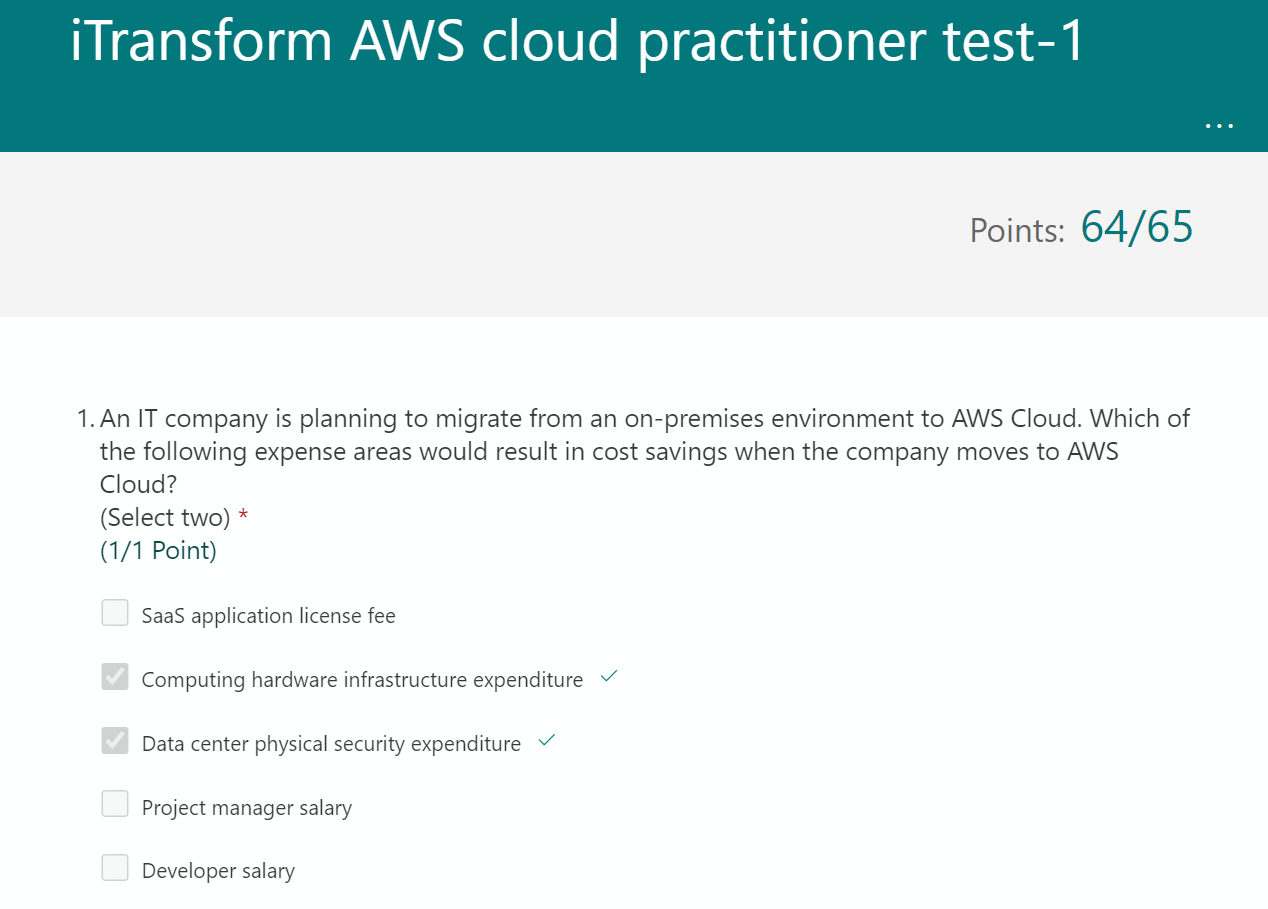 iTransform AWS cloud practitioner test-1
...
Points: 64/65
1. An IT company is planning to migrate from an on-premises environment to AWS Cloud. Which of
the following expense areas would result in cost savings when the company moves to AWS
Cloud?
(Select two) *
(1/1 Point)
SaaS application license fee
Computing hardware infrastructure expenditure
Data center physical security expenditure
Project manager salary
Developer salary